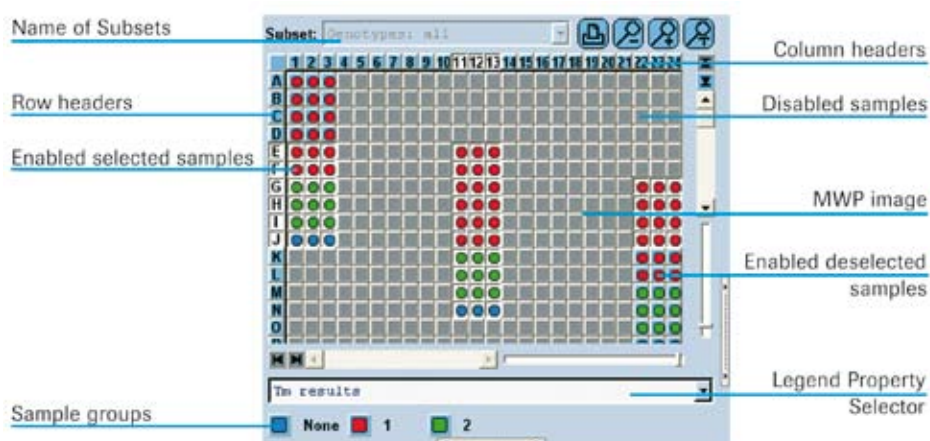 Name of Subsets
Subset: Genotypes: all
Column headers
1 2 3 4 5 6 7 8 9 10 11 12 13 14 15 16 17 18 19 20 21 22 23 24
Row headers
Disabled samples
A
B
C
D
Enabled selected samples
E
F
G
H
MWP image
I
J
K
Enabled deselected
samples
L
M
N
O
Tm results
Legend Property
Selector
Sample groups
None 1 2